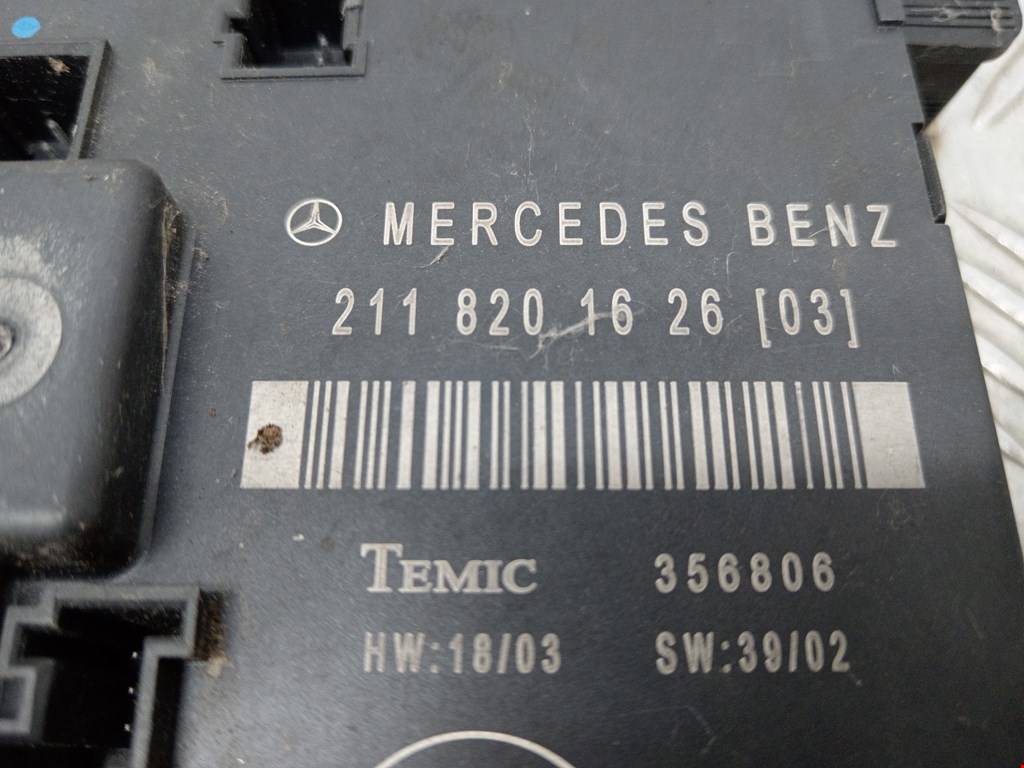 MERCEDES BENZ
211 820 16 26 [03]
TEMIC 356806
HW:18/03 SW:39/02